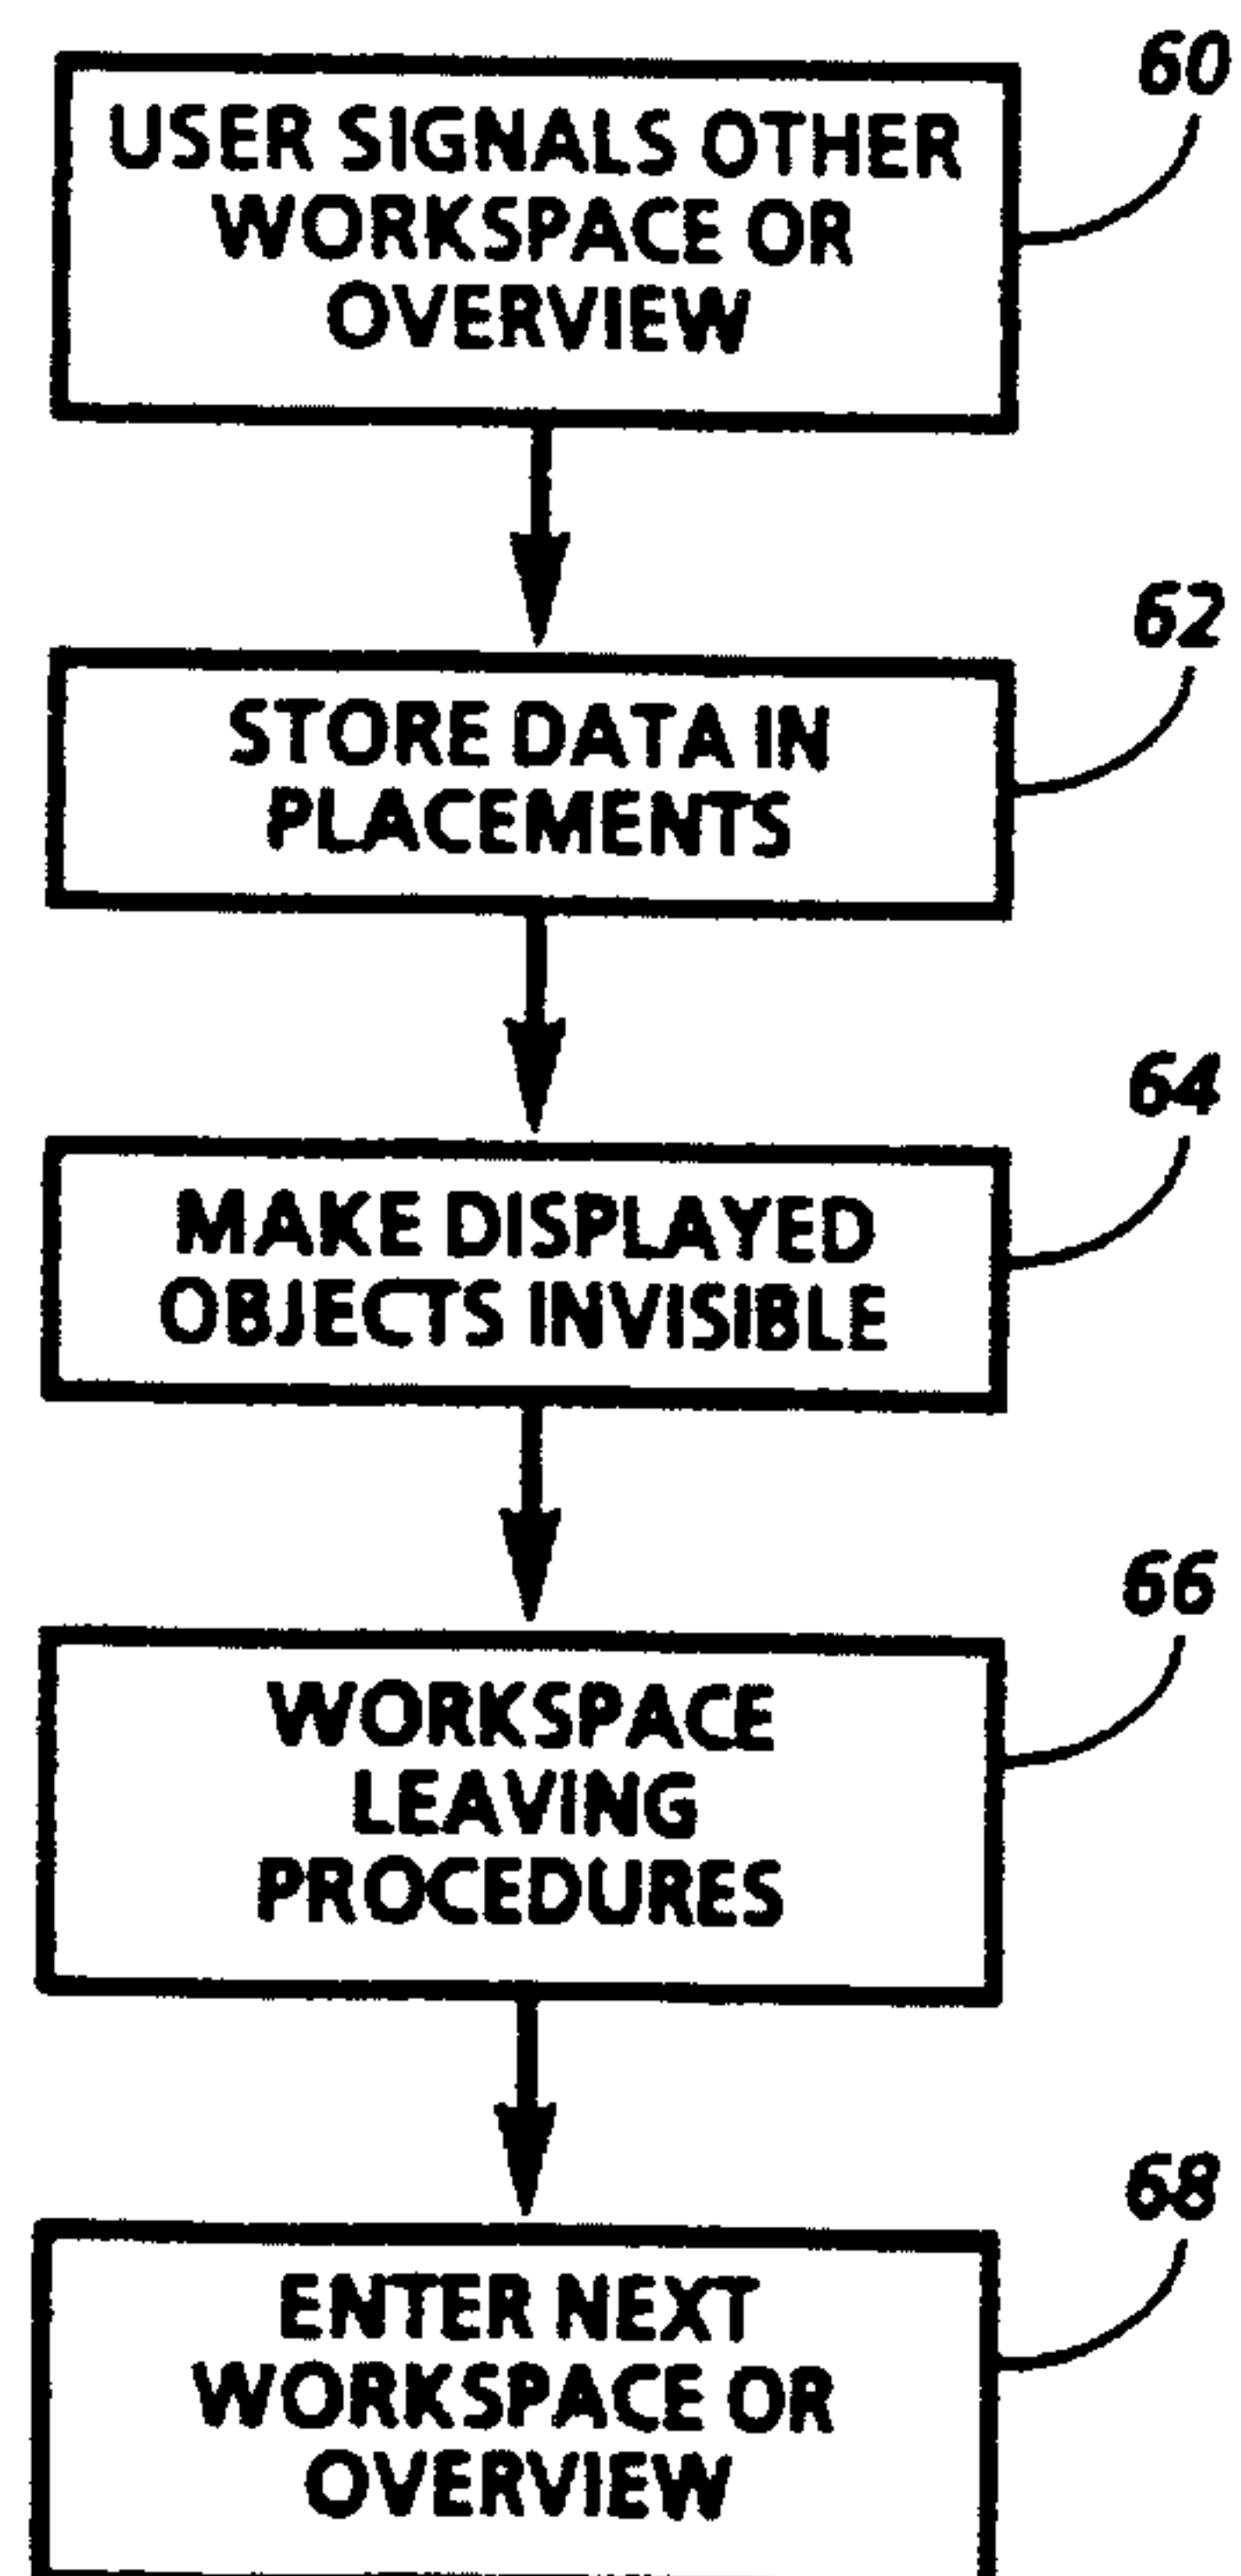 60
USER SIGNALS OTHER
WORKSPACE OR
OVERVIEW
62
STORE DATA IN
PLACEMENTS
64
MAKE DISPLAYED
OBJECTS INVISIBLE
66
WORKSPACE
LEAVING
PROCEDURES
68
ENTER NEXT
WORKSPACE OR
OVERVIEW